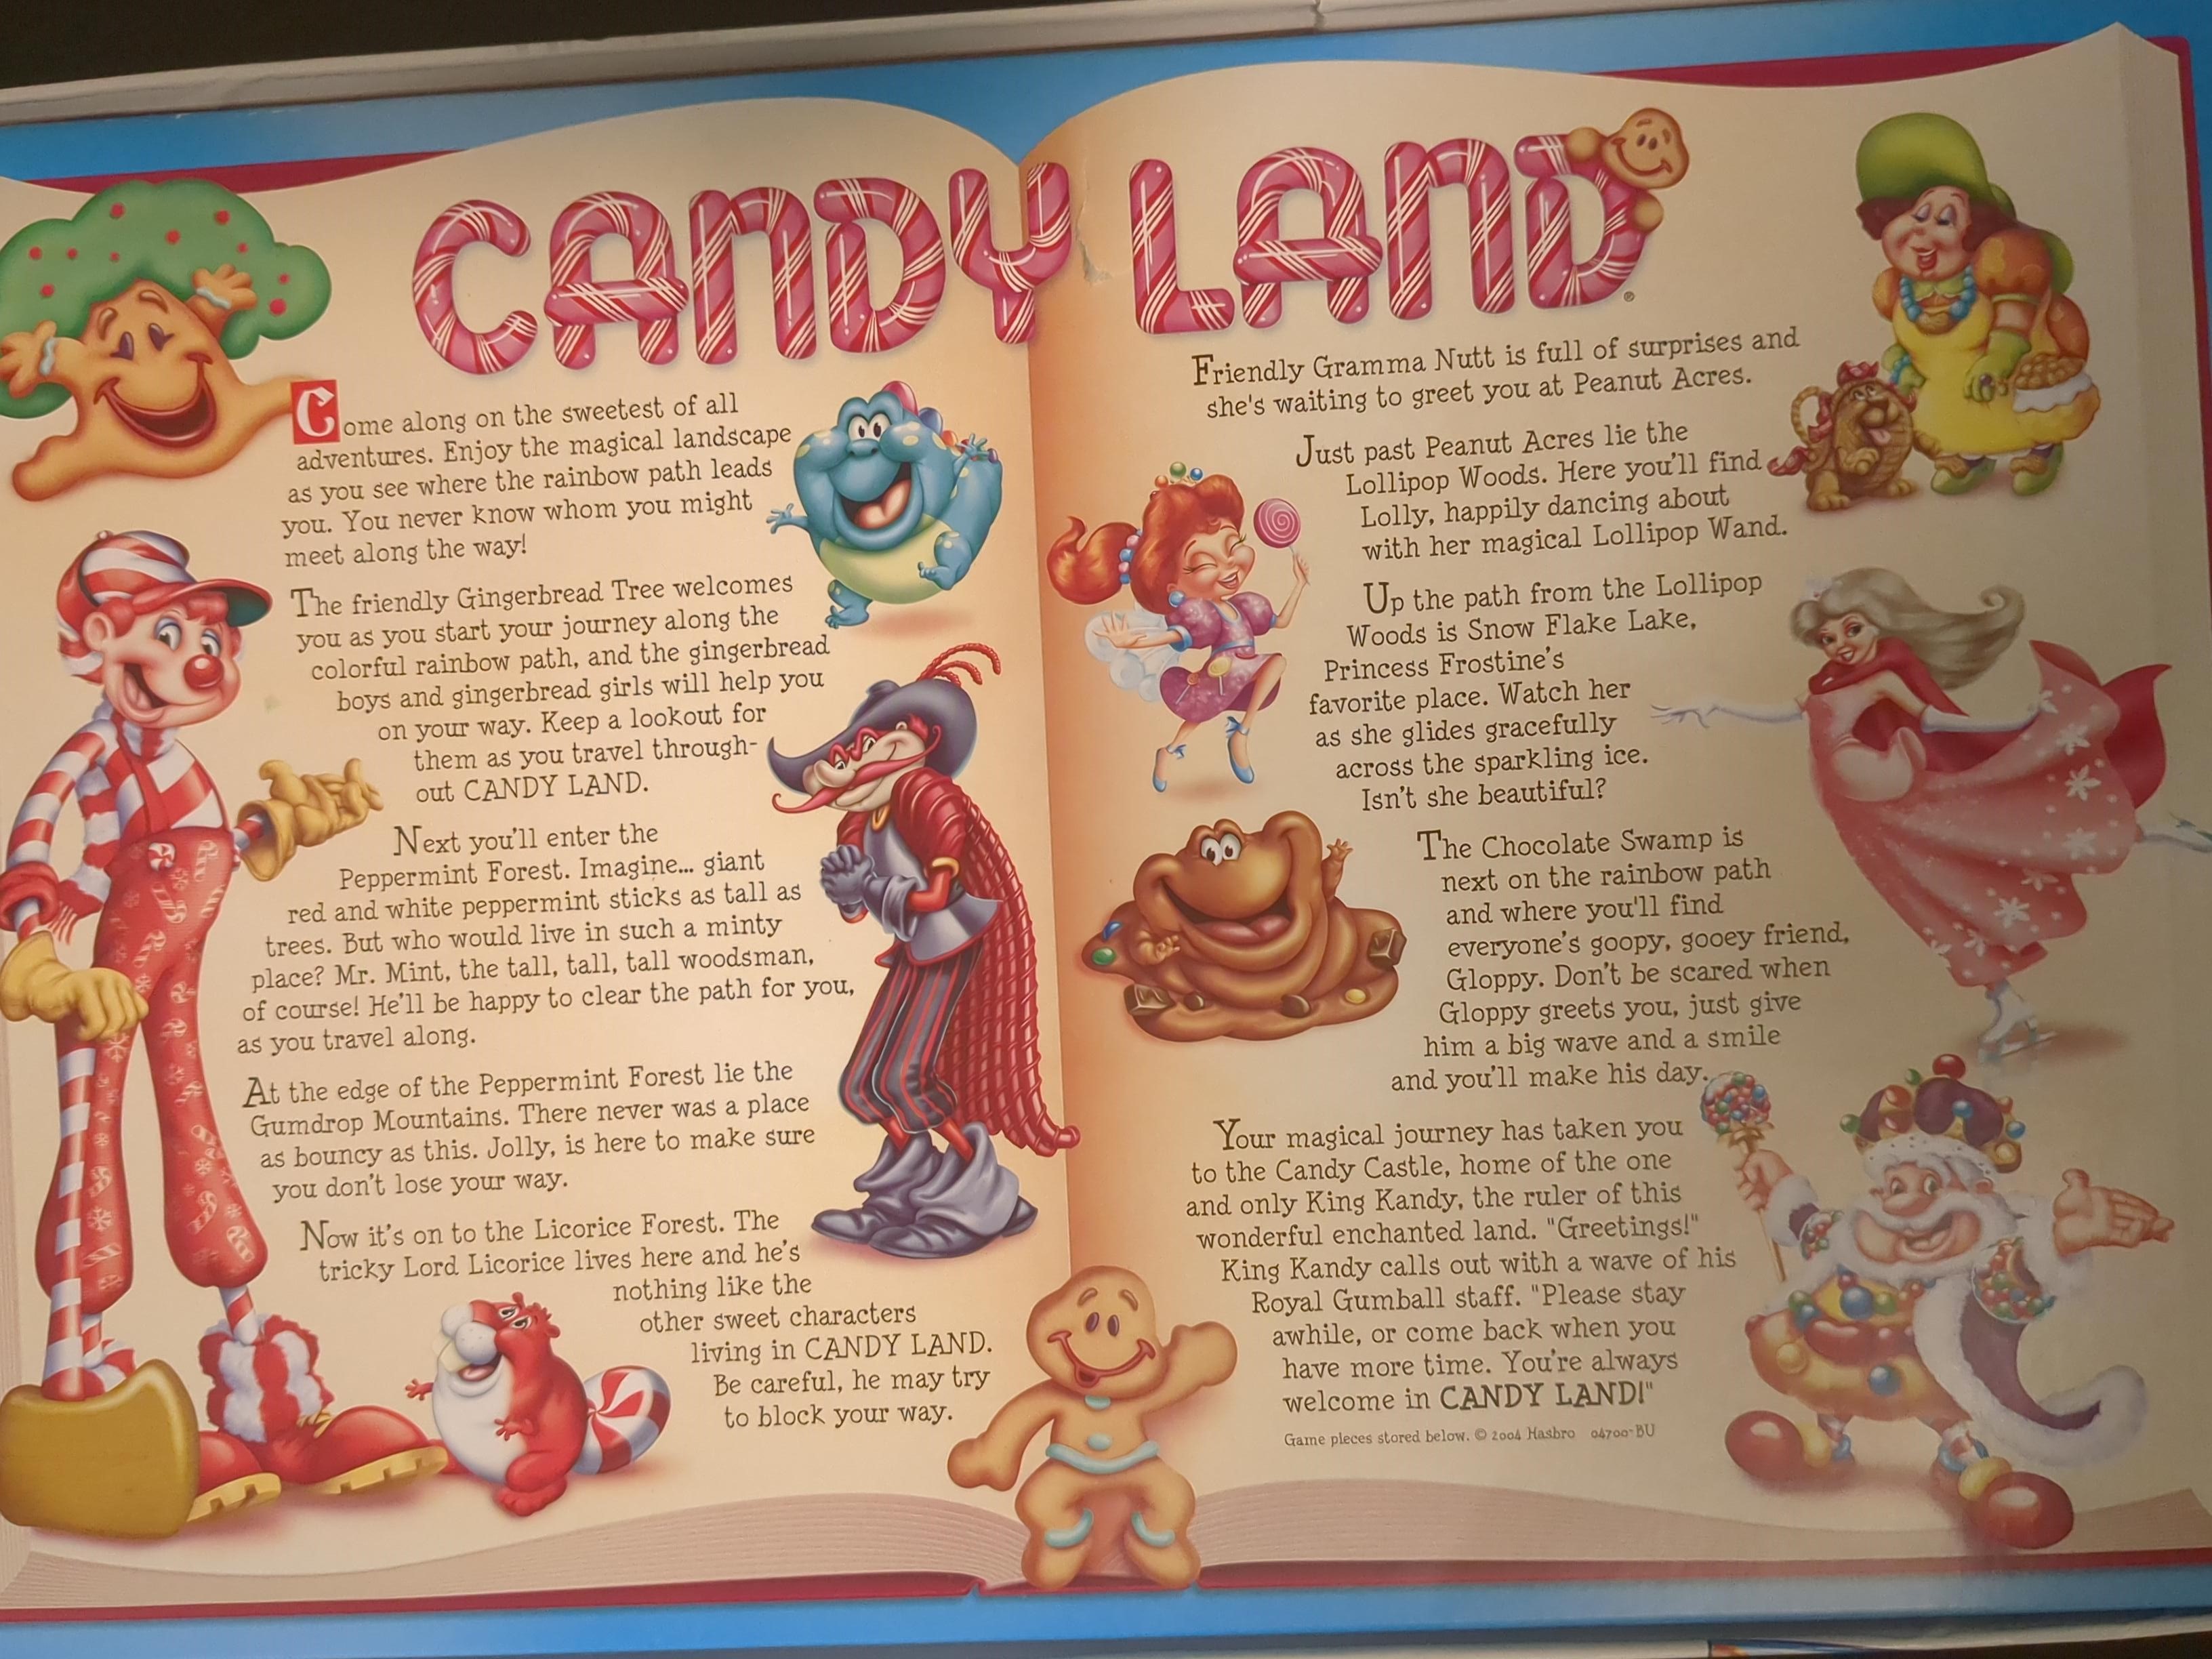 CANDY LAND®
Come along on the sweetest of all
adventures. Enjoy the magical landscape
as you see where the rainbow path leads
you. You never know whom you might
meet along the way!
The friendly Gingerbread Tree welcomes
you as you start your journey along the
colorful rainbow path, and the gingerbread
boys and gingerbread girls will help you
on your way. Keep a lookout for
them as you travel through-
out CANDY LAND.
Next you'll enter the
Peppermint Forest. Imagine... giant
red and white peppermint sticks as tall as
trees. But who would live in such a minty
place? Mr. Mint, the tall, tall, tall woodsman,
of course! He'll be happy to clear the path for you,
as you travel along.
At the edge of the Peppermint Forest lie the
Gumdrop Mountains. There never was a place
as bouncy as this. Jolly, is here to make sure
you don't lose your way.
Now it's on to the Licorice Forest. The
tricky Lord Licorice lives here and he's
nothing like the
other sweet characters
living in CANDY LAND.
Be careful, he may try
to block your way.
Friendly Gramma Nutt is full of surprises and
she's waiting to greet you at Peanut Acres.
Just past Peanut Acres lie the
Lollipop Woods. Here you'll find
Lolly, happily dancing about
with her magical Lollipop Wand.
Up the path from the Lollipop
Woods is Snow Flake Lake,
Princess Frostine's
favorite place. Watch her
as she glides gracefully
across the sparkling ice.
Isn't she beautiful?
The Chocolate Swamp is
next on the rainbow path
and where you'll find
everyone's goopy, gooey friend,
Gloppy. Don't be scared when
Gloppy greets you, just give
him a big wave and a smile
and you'll make his day.
Your magical journey has taken you
to the Candy Castle, home of the one
and only King Kandy, the ruler of this
wonderful enchanted land. "Greetings!"
King Kandy calls out with a wave of his
Royal Gumball staff. "Please stay
awhile, or come back when you
have more time. You're always
welcome in CANDY LAND!"
Game pieces stored below. © 2004 Hasbro 04700-BU